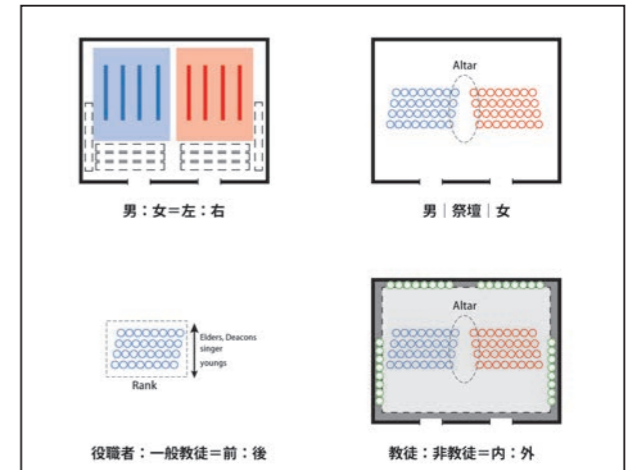 男：女＝左：右
Altar
男｜祭壇｜女
Elders, Deacons
singer
youngs
Rank
役職者：一般教徒＝前：後
Altar
教徒：非教徒＝内：外